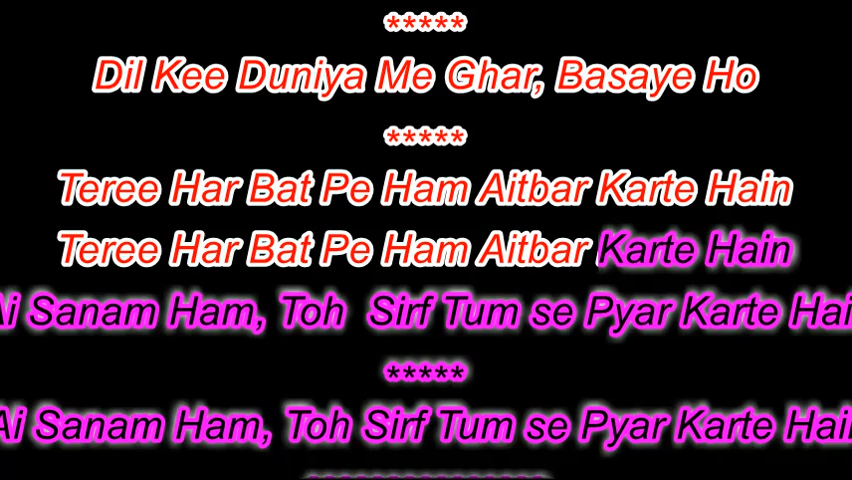 *****
Dil Kee Duniya Me Ghar, Basaye Ho
*****
Teree Har Bat Pe Ham Aitbar Karte Hain
Teree Har Bat Pe Ham Aitbar Karte Hain
Ai Sanam Ham, Toh Sirf Tum se Pyar Karte Hai
*****
Ai Sanam Ham, Toh Sirf Tum se Pyar Karte Hain